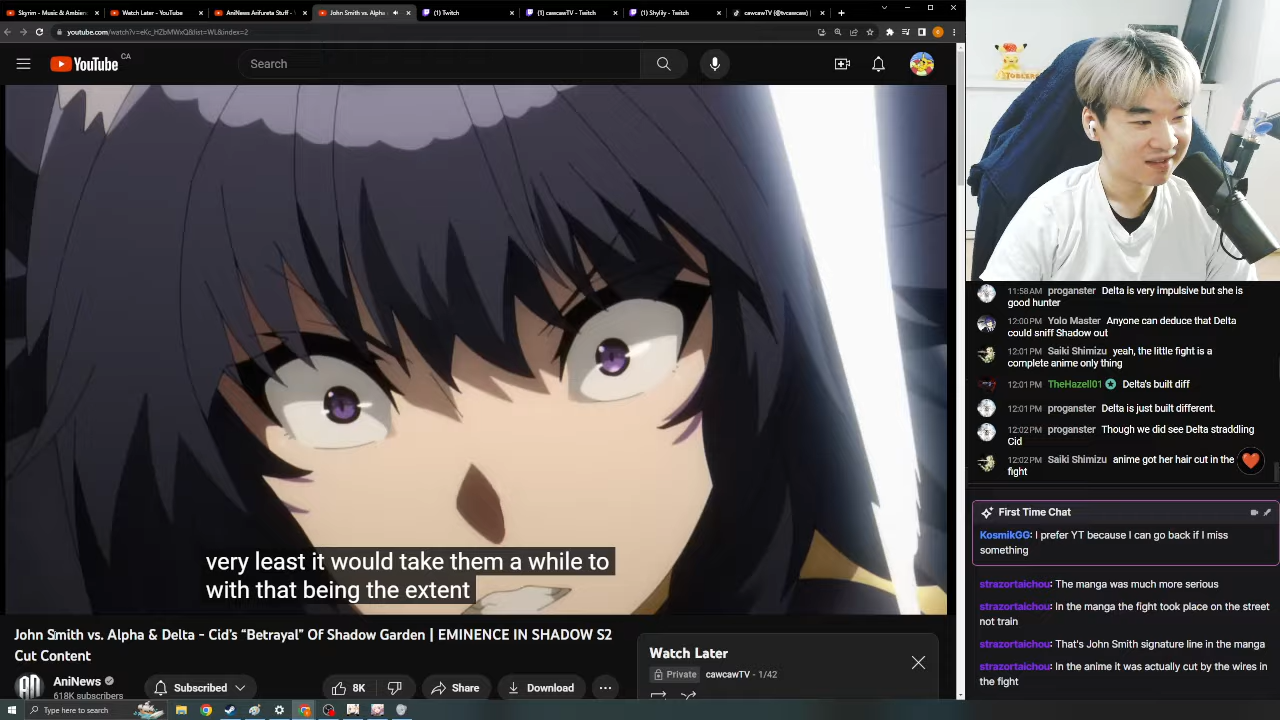 Slgrim - Music & Ambien
Watch Later - YouTube
AniNews Arifureta Stuff -
John Smith vs. Alpha &
(1) Twitch
(1) cawcawTV - Twitch
(1) Shylily - Twitch
cawcawTV (@tvcawcaw) |
youtube.com/watch?v=eKc_HZbMWxQ&list=WL&index=2
YouTube CA
Search
TOBLER
very least it would take them a while to
with that being the extent
John Smith vs. Alpha & Delta - Cid's “Betrayal” Of Shadow Garden | EMINENCE IN SHADOW S2
Cut Content
AniNews
618K subscribers
Subscribed
8K
Share
Download
Watch Later
Private cawcawTV - 1/42
Type here to search
11:58 AM proganster Delta is very impulsive but she is
good hunter
12:00 PM Yolo Master Anyone can deduce that Delta
could sniff Shadow out
12:01 PM Saiki Shimizu yeah, the little fight is a
complete anime only thing
12:01 PM TheHazell01 Delta's built diff
12:01 PM proganster Delta is just built different.
12:02 PM proganster Though we did see Delta straddling
Cid
12:02 PM Saiki Shimizu anime got her hair cut in the
fight
First Time Chat
KosmikGG: I prefer YT because I can go back if I miss
something
strazortaichou: The manga was much more serious
strazortaichou: In the manga the fight took place on the street
not train
strazortaichou: That's John Smith signature line in the manga
strazortaichou: In the anime it was actually cut by the wires in
the fight